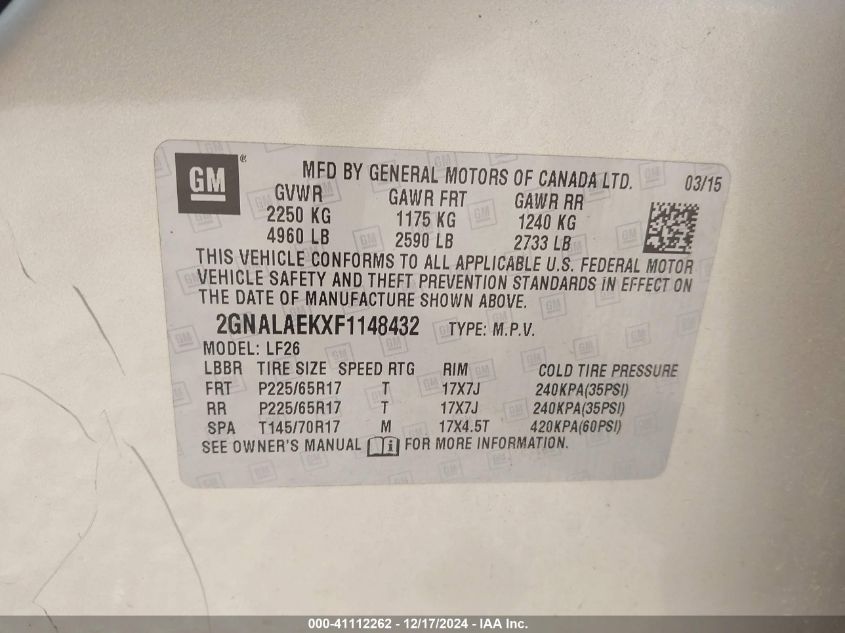 GM®
MFD BY GENERAL MOTORS OF CANADA LTD. 03/15
GVWR GAWR FRT GAWR RR
2250 KG 1175 KG 1240 KG
4960 LB 2590 LB 2733 LB
THIS VEHICLE CONFORMS TO ALL APPLICABLE U.S. FEDERAL MOTOR
VEHICLE SAFETY AND THEFT PREVENTION STANDARDS IN EFFECT ON
THE DATE OF MANUFACTURE SHOWN ABOVE.
2GNALAEKXF1148432 TYPE: M.P.V.
MODEL: LF26
LBBR TIRE SIZE SPEED RTG RIM COLD TIRE PRESSURE
FRT P225/65R17 T 17X7J 240KPA(35PSI)
RR P225/65R17 T 17X7J 240KPA(35PSI)
SPA T145/70R17 M 17X4.5T 420KPA(60PSI)
SEE OWNER'S MANUAL FOR MORE INFORMATION.
000-41112262 - 12/17/2024 - IAA Inc.